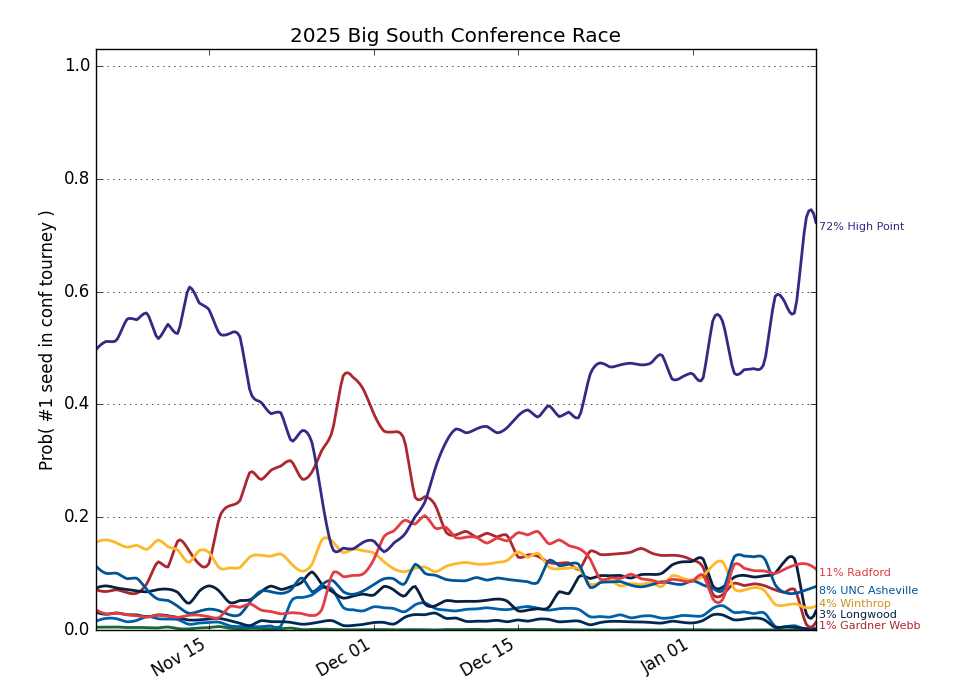 2025 Big South Conference Race
Prob( #1 seed in conf tourney )
1.0
0.8
0.6
0.4
0.2
0.0
Nov 15
Dec 01
Dec 15
Jan 01
72% High Point
11% Radford
8% UNC Asheville
4% Winthrop
3% Longwood
1% Gardner Webb